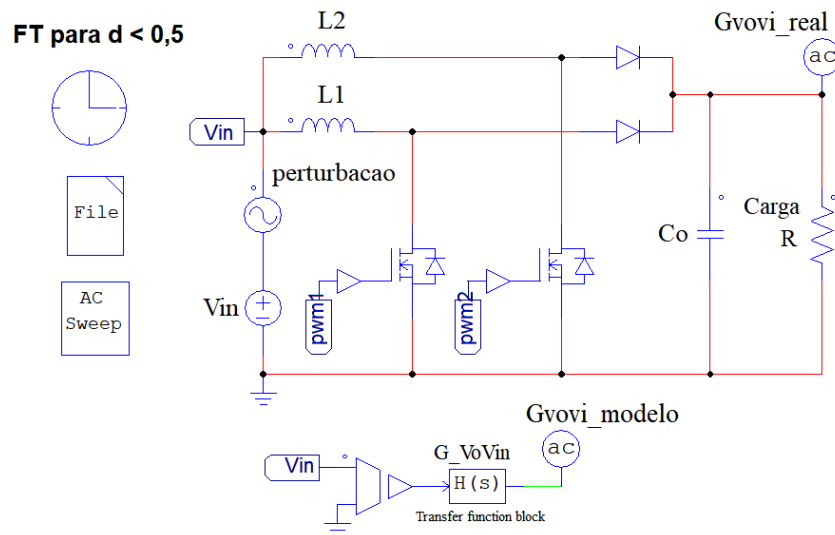 FT para d < 0,5
L2
Gvovi_real
ac
L1
Vin
perturbacao
File
Carga
R
Co
AC
Sweep
Vin
pwm1
pwm2
Gvovi_modelo
ac
G_VoVin
Vin
H(s)
Transfer function block